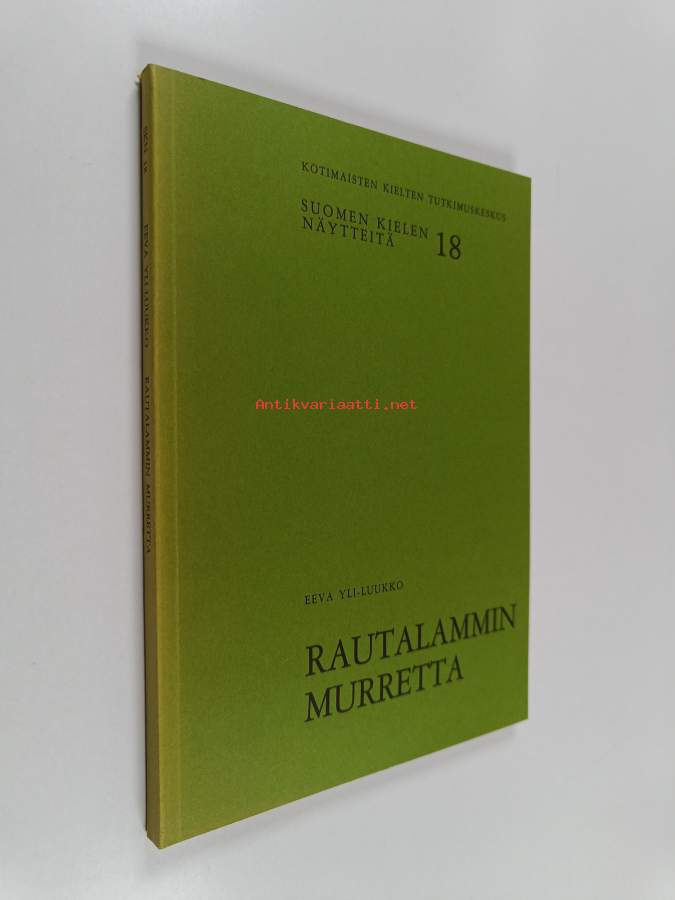 KOTIMAISTEN KIELTEN TUTKIMUSKESKUS
SUOMEN KIELEN
NÄYTTEITÄ 18
Antikvariaatti.net
EEVA YLI-LUUKKO
RAUTALAMMIN
MURRETTA
EEVA YLI-LUUKKO RAUTALAMMIN MURRETTA